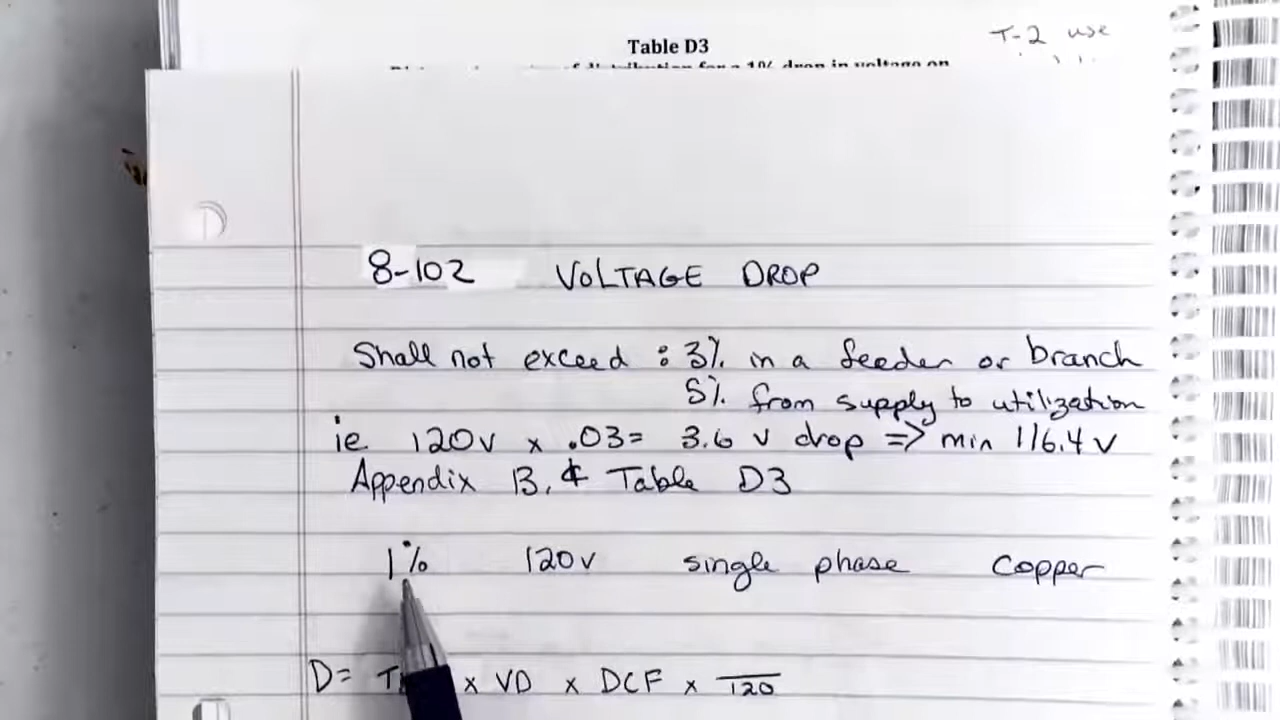 Table D3
T-2 use
8-102 VOLTAGE DROP
Shall not exceed : 3% in a feeder or branch
5% from supply to utilization
ie 120v x .03= 3.6 v drop => min 116.4 v
Appendix B, & Table D3
1% 120v single phase Copper
D= x VD x DCF x /120